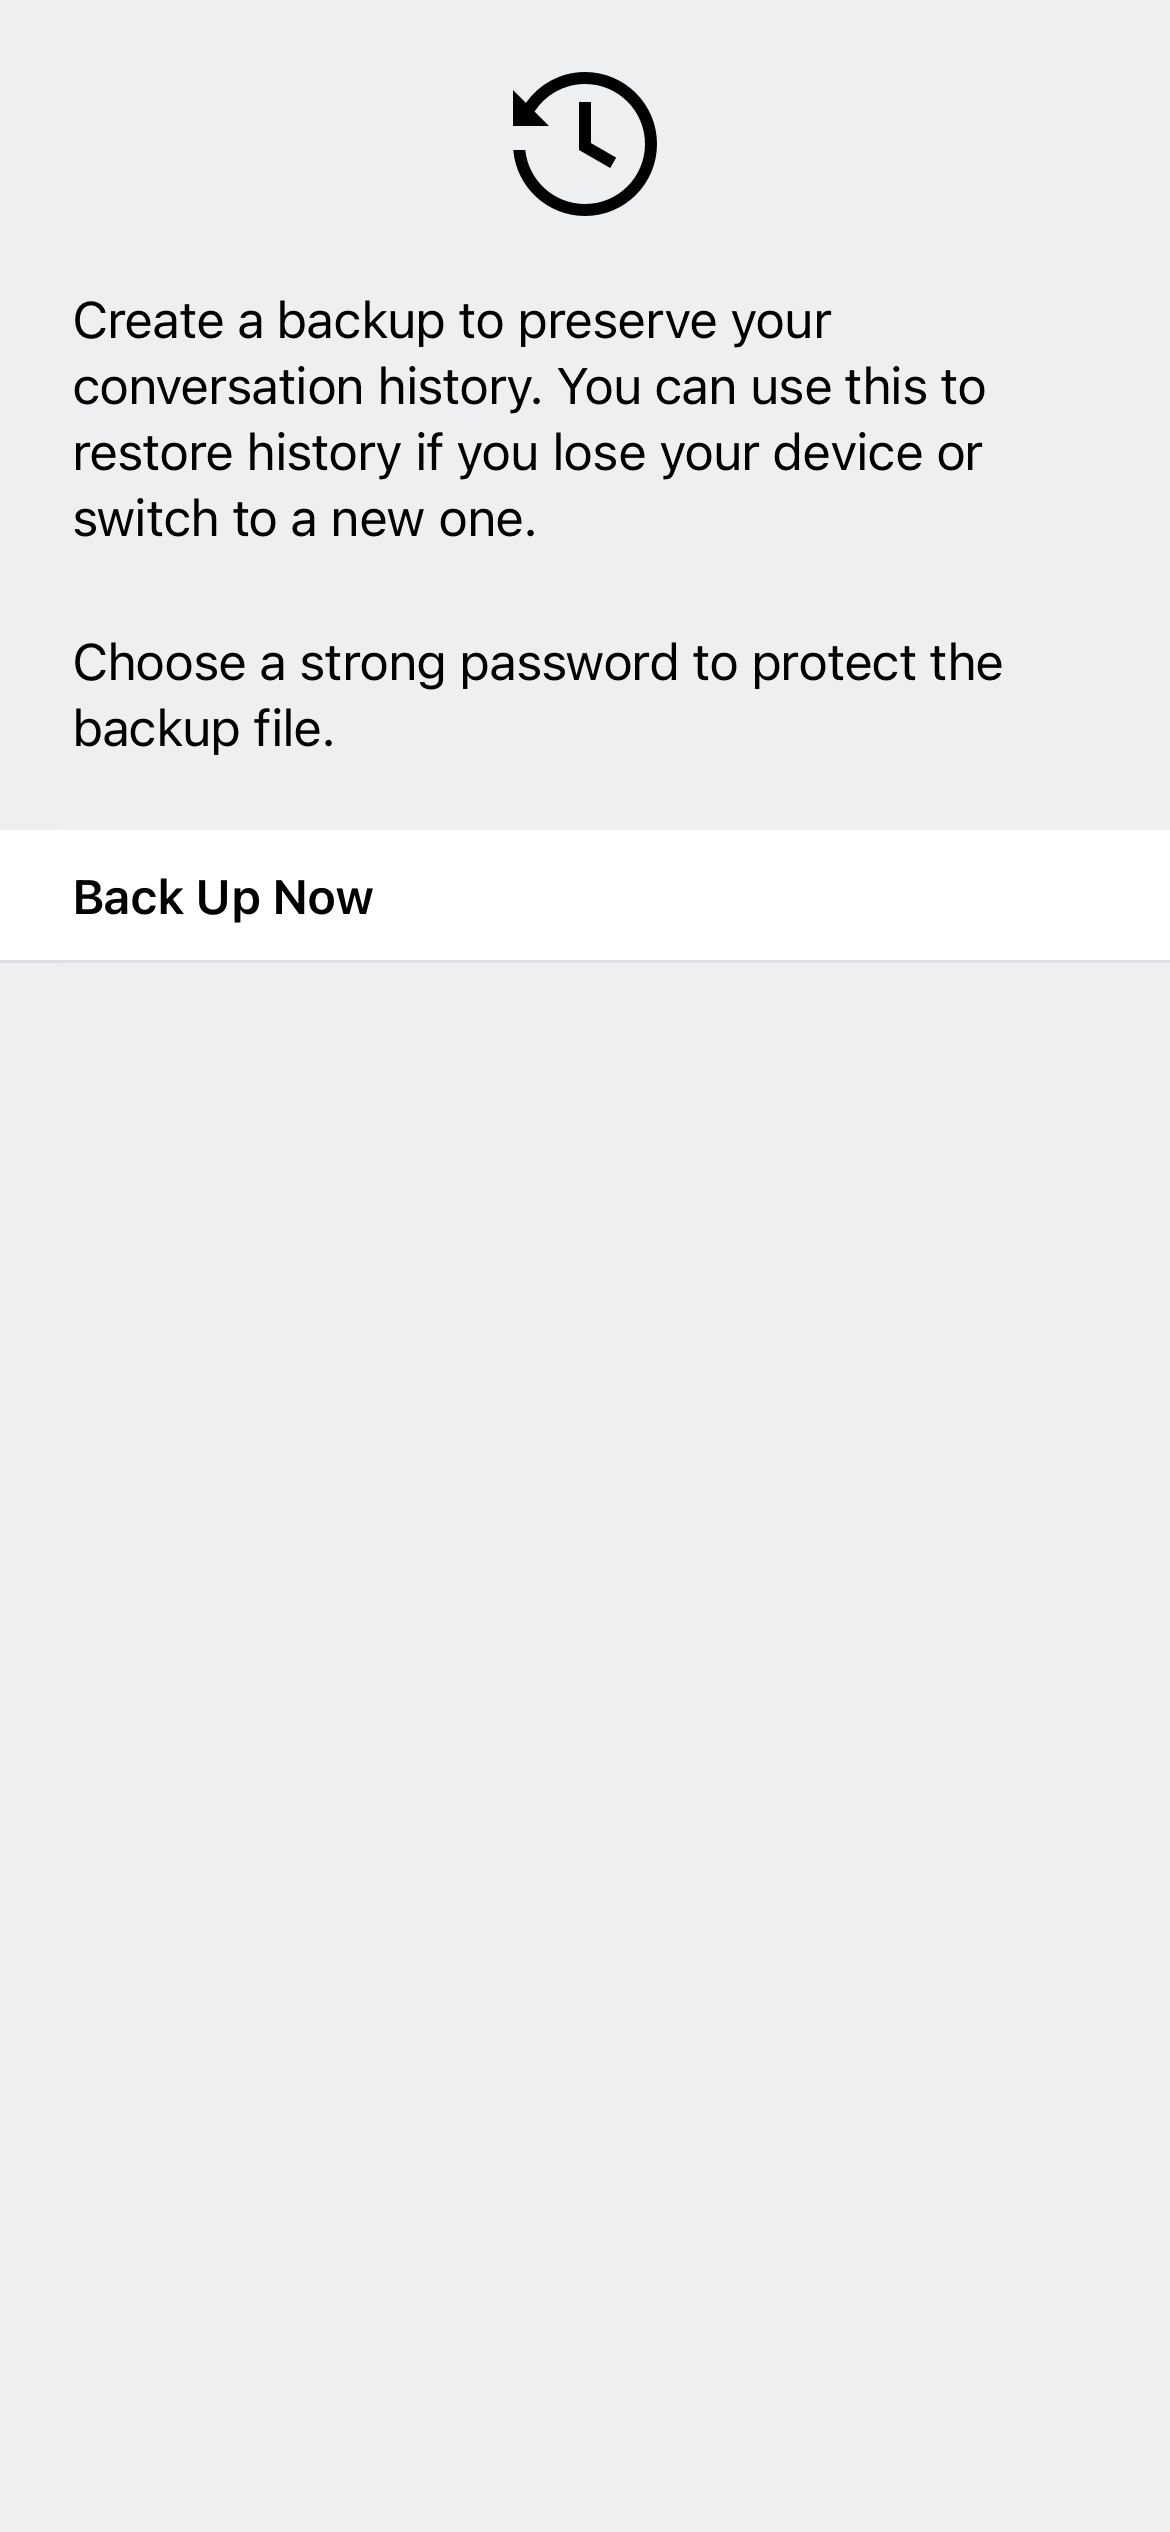 Create a backup to preserve your
conversation history. You can use this to
restore history if you lose your device or
switch to a new one.
Choose a strong password to protect the
backup file.
Back Up Now